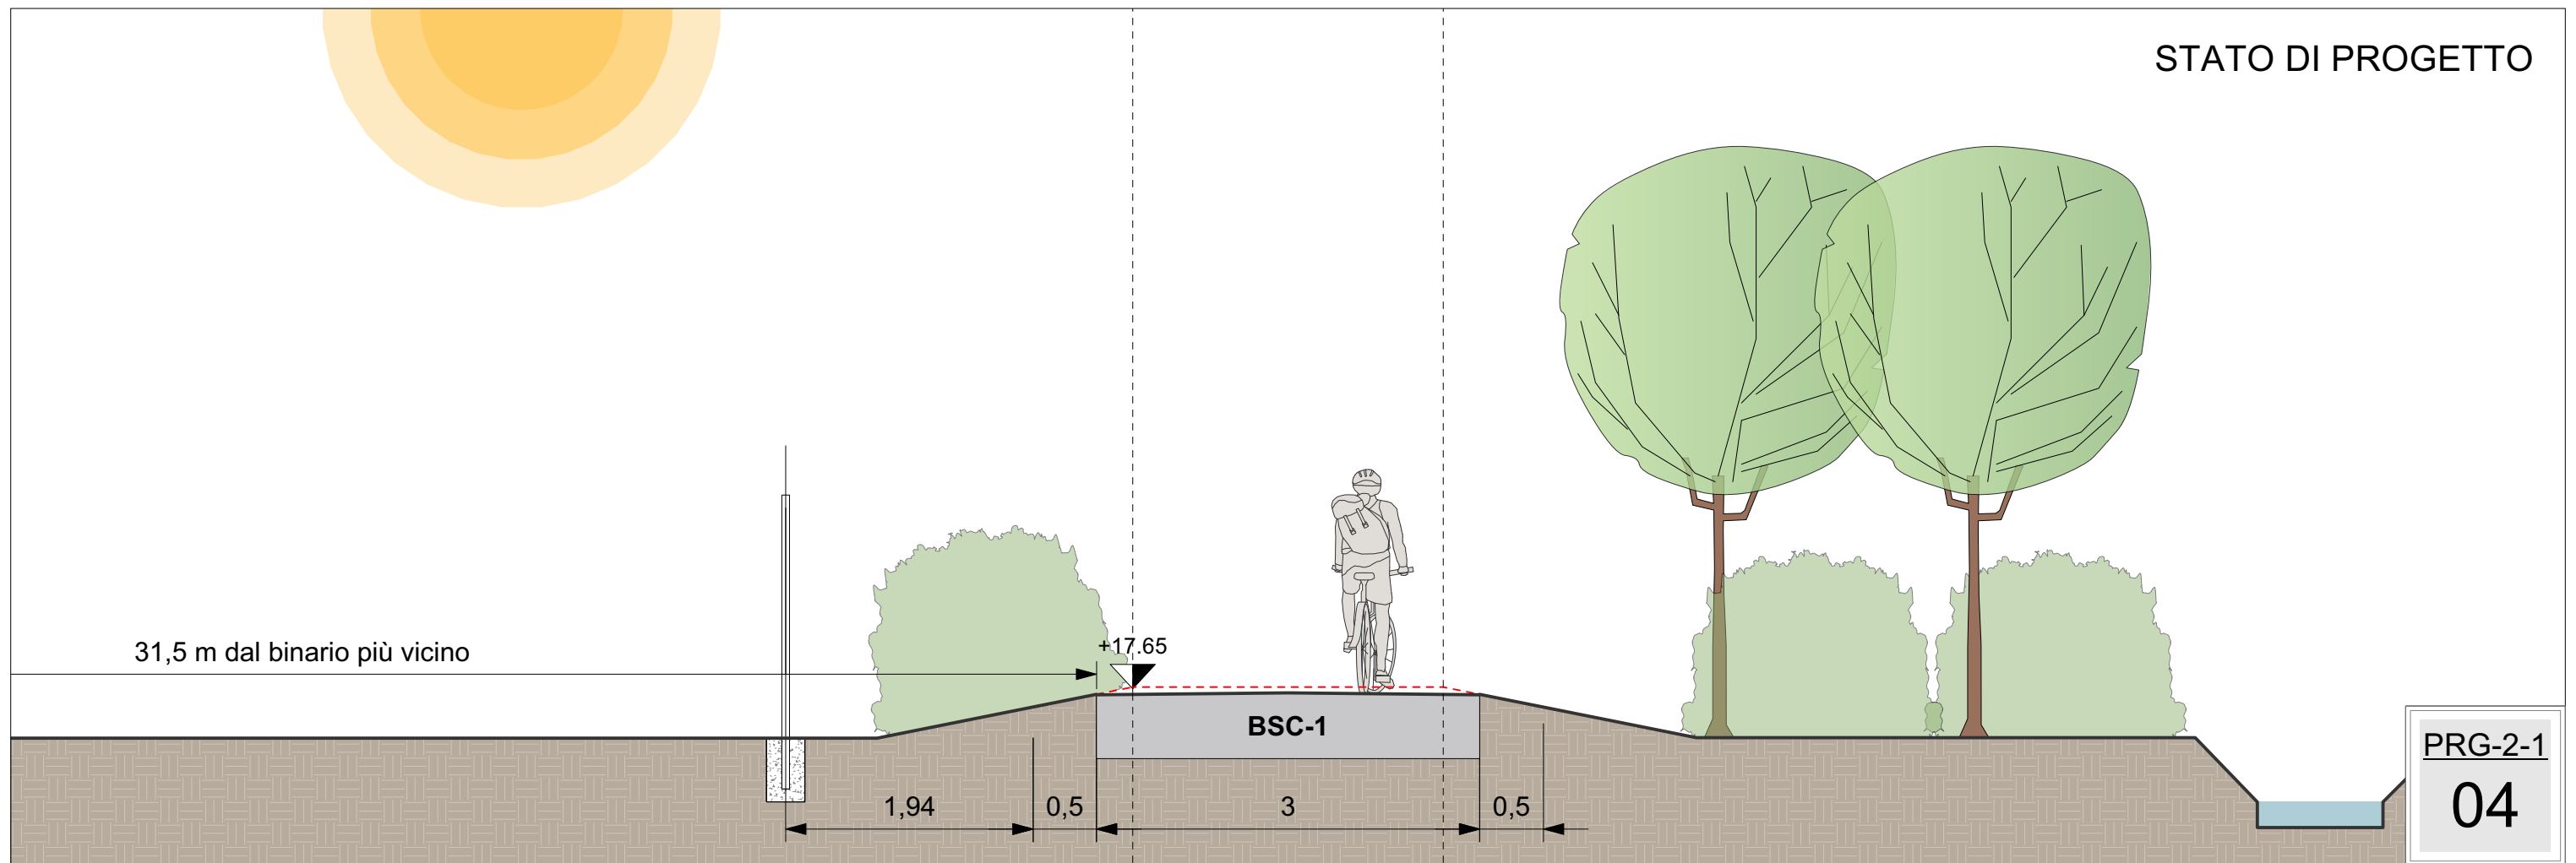 STATO DI PROGETTO
31,5 m dal binario più vicino
+17.65
BSC-1
1,94
0,5
3
0,5
PRG-2-1
04